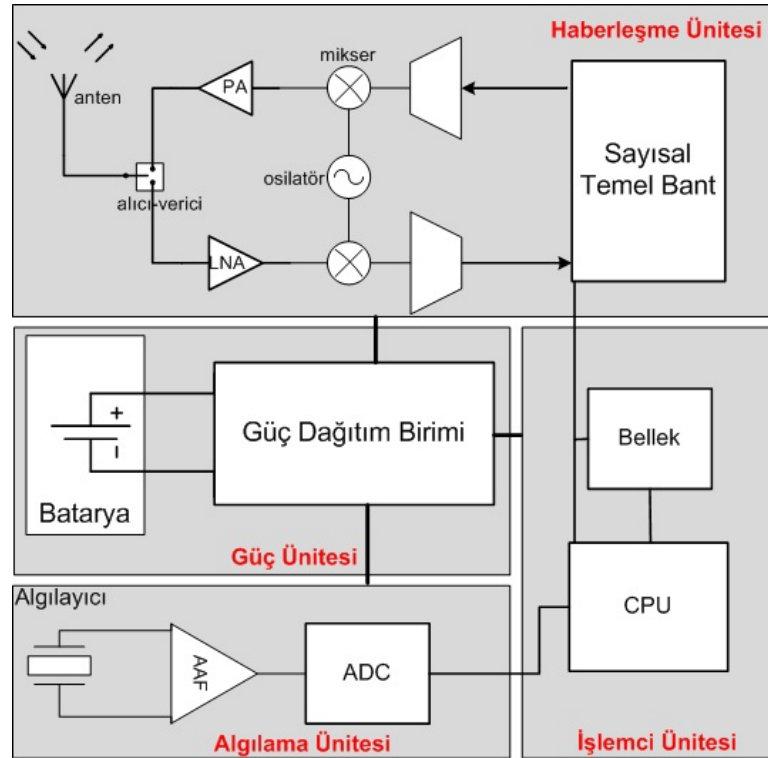 Haberleşme Ünitesi
mikser
PA
anten
Sayısal
Temel Bant
osilatör
alıcı-verici
LNA
Güç Dağıtım Birimi
+
-
Batarya
Güç Ünitesi
Bellek
CPU
Algılayıcı
AAF
ADC
Algılama Ünitesi
İşlemci Ünitesi